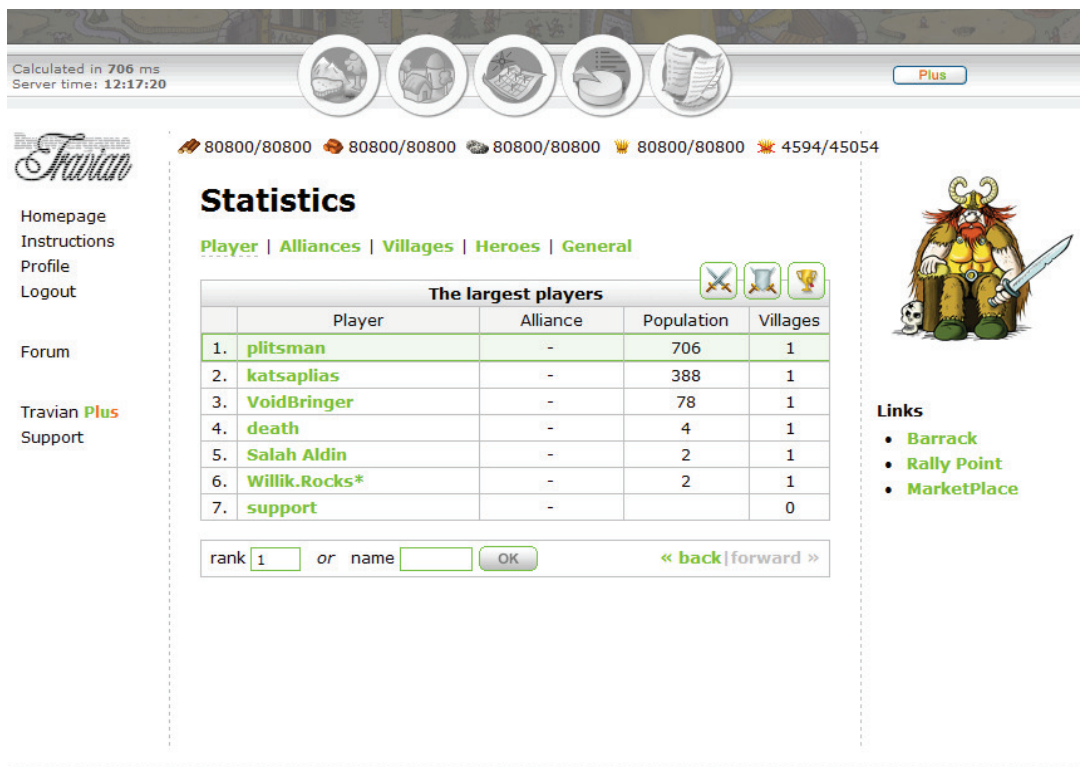 Calculated in 706 ms
Server time: 12:17:20
Plus
Browsergame
Travian
80800/80800 80800/80800 80800/80800 80800/80800 4594/45054
Homepage
Instructions
Profile
Logout
Forum
Travian Plus
Support
Statistics
Player | Alliances | Villages | Heroes | General
The largest players
Player Alliance Population Villages
1. plitsman - 706 1
2. katsaplias - 388 1
3. VoidBringer - 78 1
4. death - 4 1
5. Salah Aldin - 2 1
6. Willik.Rocks* - 2 1
7. support - 0
rank 1 or name OK « back|forward »
Links
Barrack
Rally Point
MarketPlace